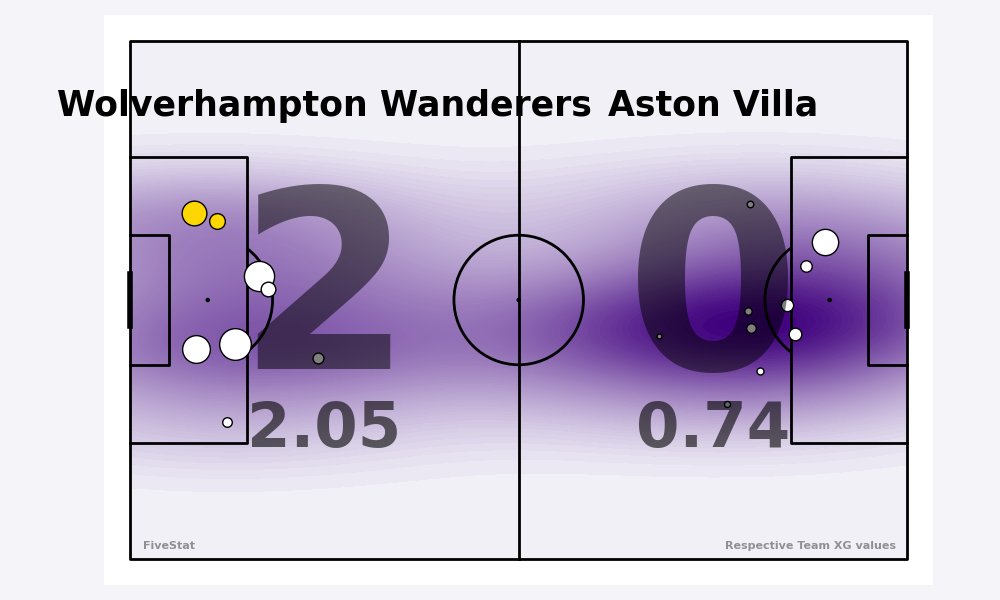 Wolverhampton Wanderers Aston Villa
2 0
2.05 0.74
FiveStat Respective Team XG values